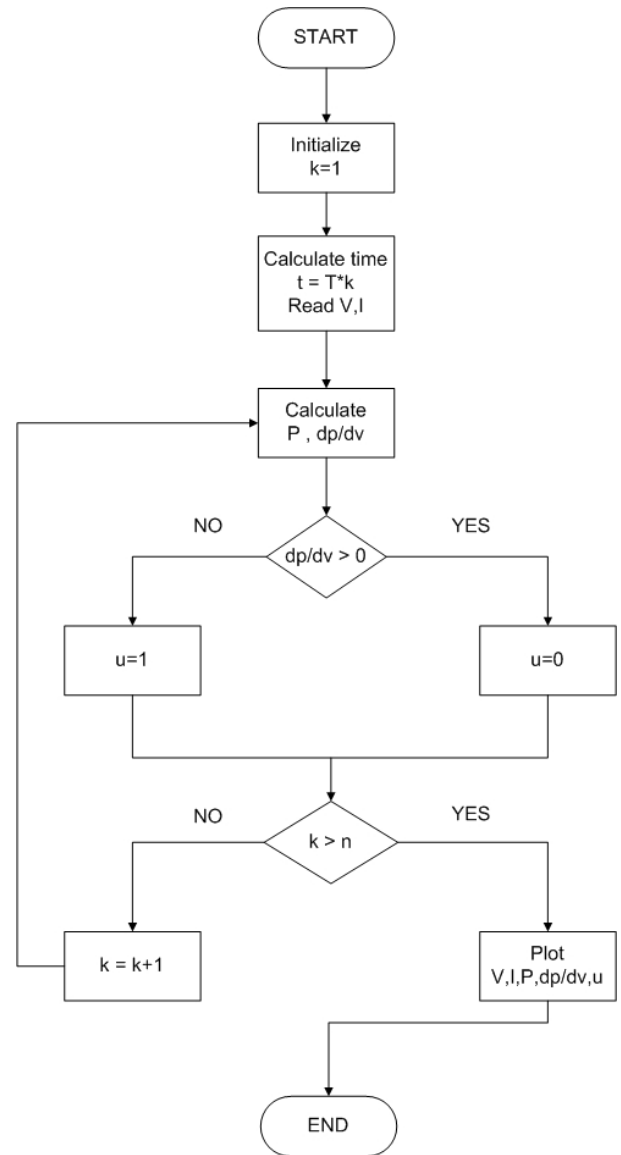 START
Initialize
k=1
Calculate time
t = T*k
Read V,I
Calculate
P , dp/dv
NO
YES
dp/dv > 0
u=1
u=0
NO
YES
k > n
k = k+1
Plot
V,I,P,dp/dv,u
END